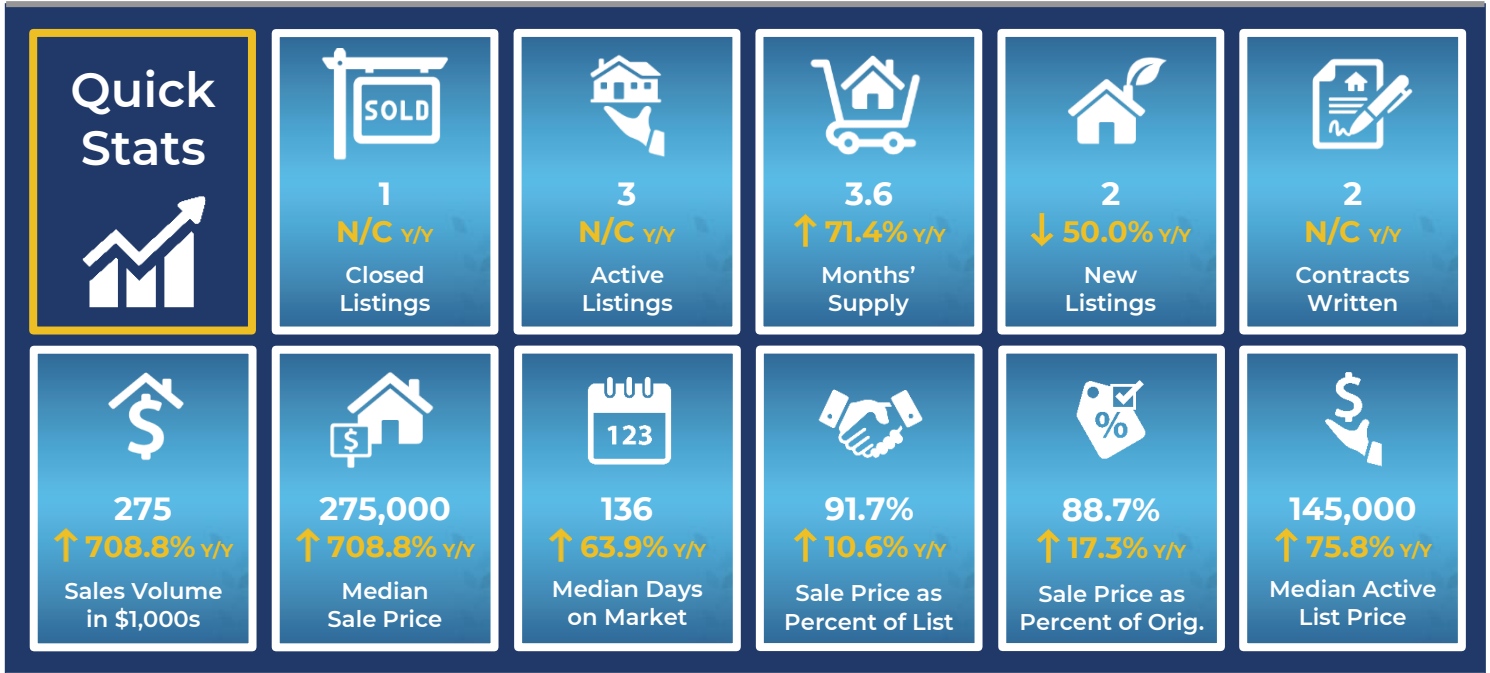 Quick
Stats
SOLD
1
N/C Y/Y
Closed
Listings
3
N/C Y/Y
Active
Listings
3.6
↑ 71.4% Y/Y
Months’
Supply
2
↓ 50.0% Y/Y
New
Listings
2
N/C Y/Y
Contracts
Written
$
275
↑ 708.8% Y/Y
Sales Volume
in $1,000s
$
275,000
↑ 708.8% Y/Y
Median
Sale Price
123
136
↑ 63.9% Y/Y
Median Days
on Market
91.7%
↑ 10.6% Y/Y
Sale Price as
Percent of List
%
88.7%
↑ 17.3% Y/Y
Sale Price as
Percent of Orig.
$
145,000
↑ 75.8% Y/Y
Median Active
List Price